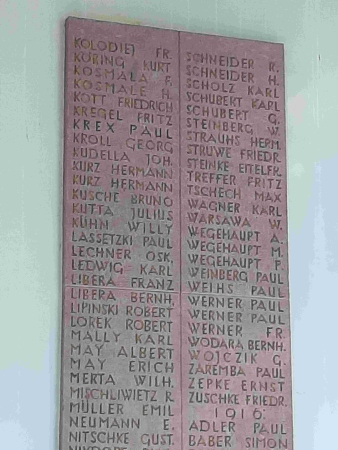 KOLODIEJ FR.
KÖRING KURT
KOSMALA F.
KOSMALE H.
KOTT FRIEDRICH
KREGEL FRITZ
KREX PAUL
KROLL GEORG
KUDELLA JOH.
KURZ HERMANN
KURZ HERMANN
KUSCHE BRUNO
KUTTA JULIUS
KÜHN WILLY
LASSETZKI PAUL
LECHNER OSK.
LEDWIG KARL
LIBERA FRANZ
LIBERA BERNH.
LIPINSKI ROBERT
LOREK ROBERT
MALLY KARL
MAY ALBERT
MAY ERICH
MERTA WILH.
MISCHLIWIETZ R.
MÜLLER EMIL
NEUMANN E.
NITSCHKE GUST.
SCHNEIDER R.
SCHNEIDER H.
SCHOLZ KARL
SCHUBERT KARL
SCHUBERT G.
STEINBERG W.
STRAUHS HERM.
STRUWE FRIEDR.
STEINKE EITELFR.
TREFFER FRITZ
TSCHECH MAX
WAGNER KARL
WARSAWA W.
WEGEHAUPT A.
WEGEHAUPT M.
WEGEHAUPT P.
WEINBERG PAUL
WEIHS PAUL
WERNER PAUL
WERNER PAUL
WERNER FR.
WODARA BERNH.
WOJCZIK G.
ZAREMBA PAUL
ZEPKE ERNST
ZUSCHKE FRIEDR.
1916
ADLER PAUL
BABER SIMON